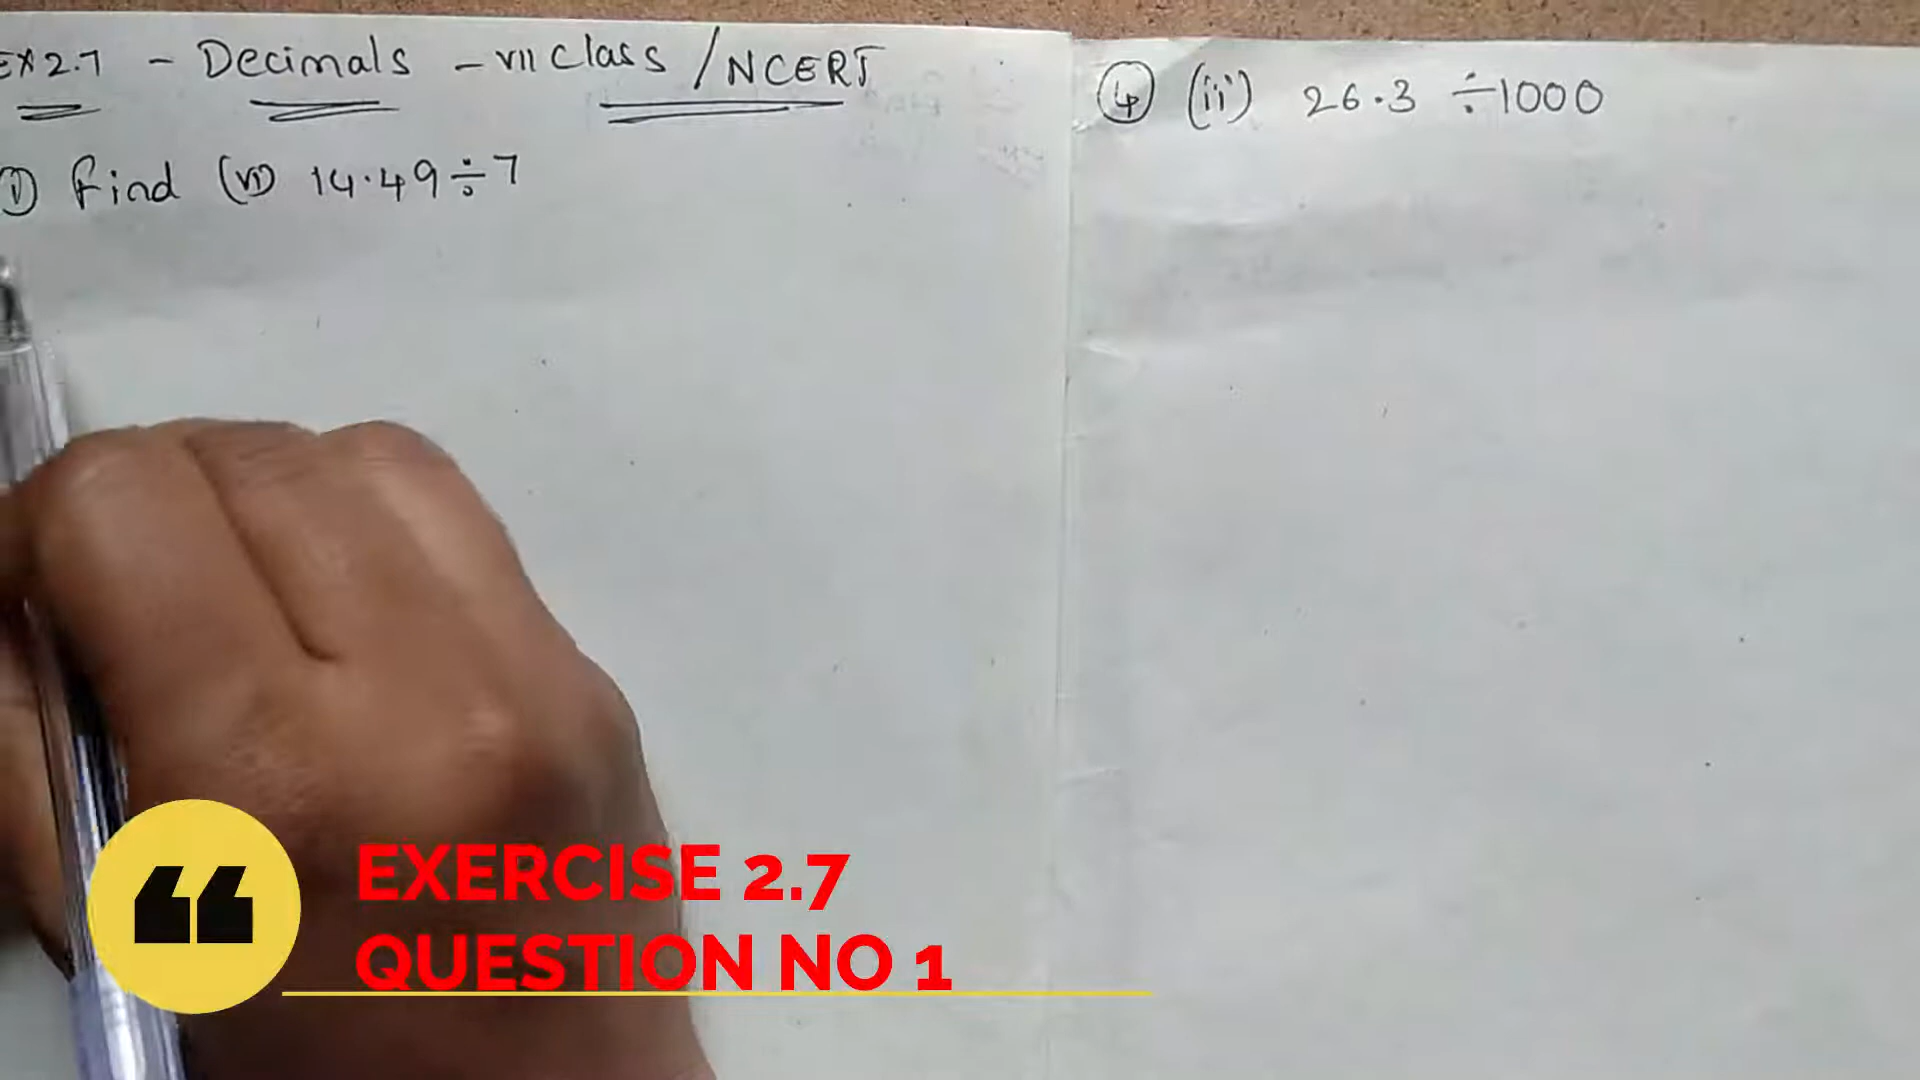 EX 2.7 - Decimals - VII Class / NCERT
① Find (vi) 14.49 ÷ 7
④ (ii) 26.3 ÷ 1000
EXERCISE 2.7
QUESTION NO 1